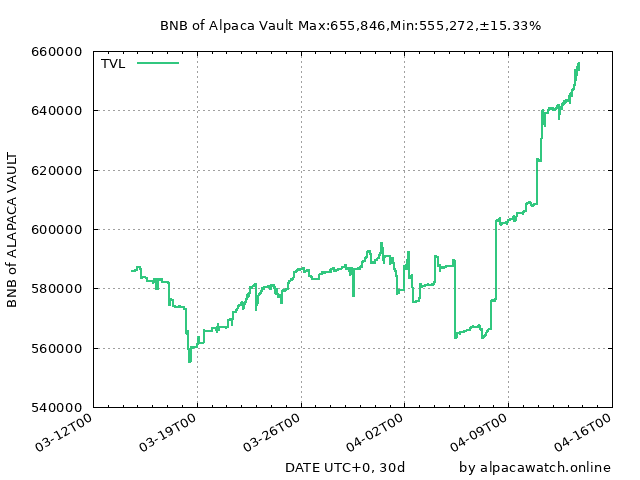 BNB of Alpaca Vault Max:655,846,Min:555,272,±15.33%
TVL
BNB of ALAPACA VAULT
660000
640000
620000
600000
580000
560000
540000
03-12T00
03-19T00
03-26T00
04-02T00
04-09T00
04-16T00
DATE UTC+0, 30d
by alpacawatch.online